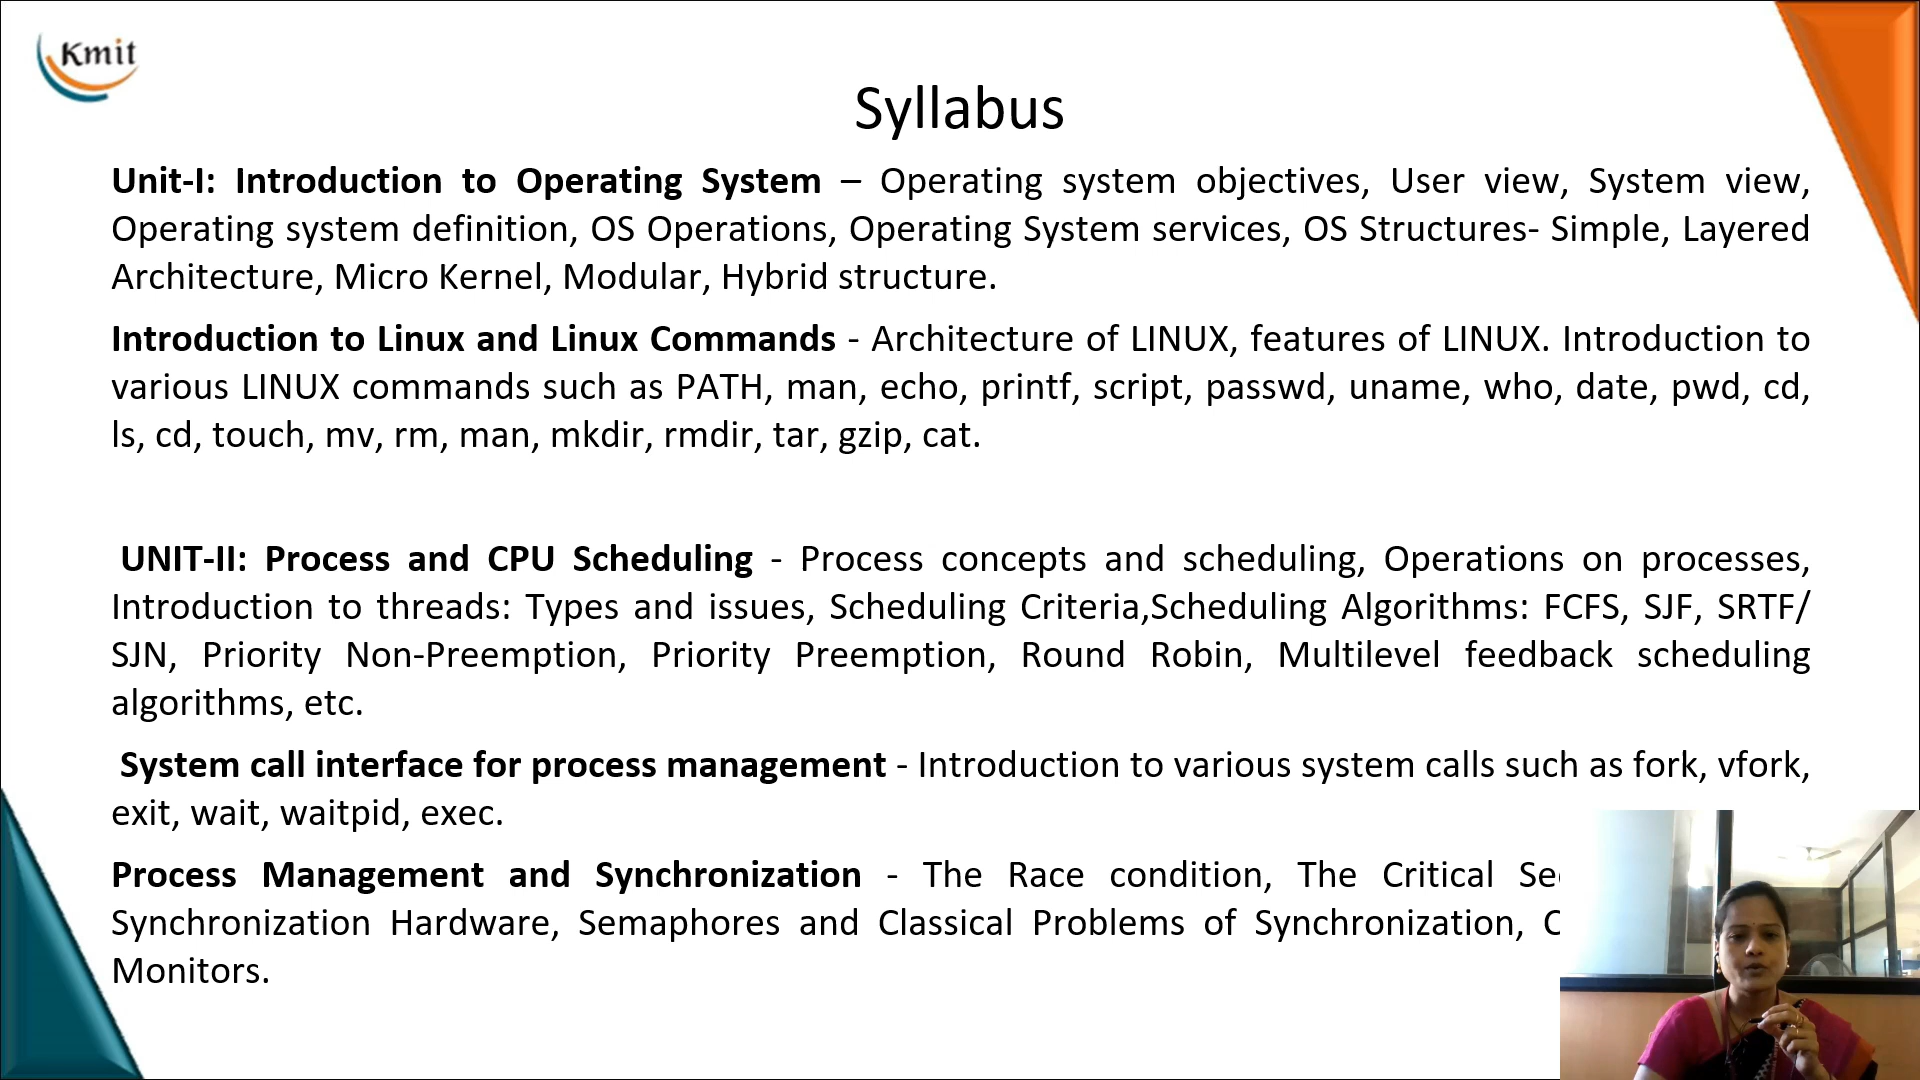 Kmit
Syllabus
Unit-I: Introduction to Operating System – Operating system objectives, User view, System view,
Operating system definition, OS Operations, Operating System services, OS Structures- Simple, Layered
Architecture, Micro Kernel, Modular, Hybrid structure.
Introduction to Linux and Linux Commands - Architecture of LINUX, features of LINUX. Introduction to
various LINUX commands such as PATH, man, echo, printf, script, passwd, uname, who, date, pwd, cd,
ls, cd, touch, mv, rm, man, mkdir, rmdir, tar, gzip, cat.
UNIT-II: Process and CPU Scheduling - Process concepts and scheduling, Operations on processes,
Introduction to threads: Types and issues, Scheduling Criteria,Scheduling Algorithms: FCFS, SJF, SRTF/
SJN, Priority Non-Preemption, Priority Preemption, Round Robin, Multilevel feedback scheduling
algorithms, etc.
System call interface for process management - Introduction to various system calls such as fork, vfork,
exit, wait, waitpid, exec.
Process Management and Synchronization - The Race condition, The Critical
Synchronization Hardware, Semaphores and Classical Problems of Synchronization,
Monitors.